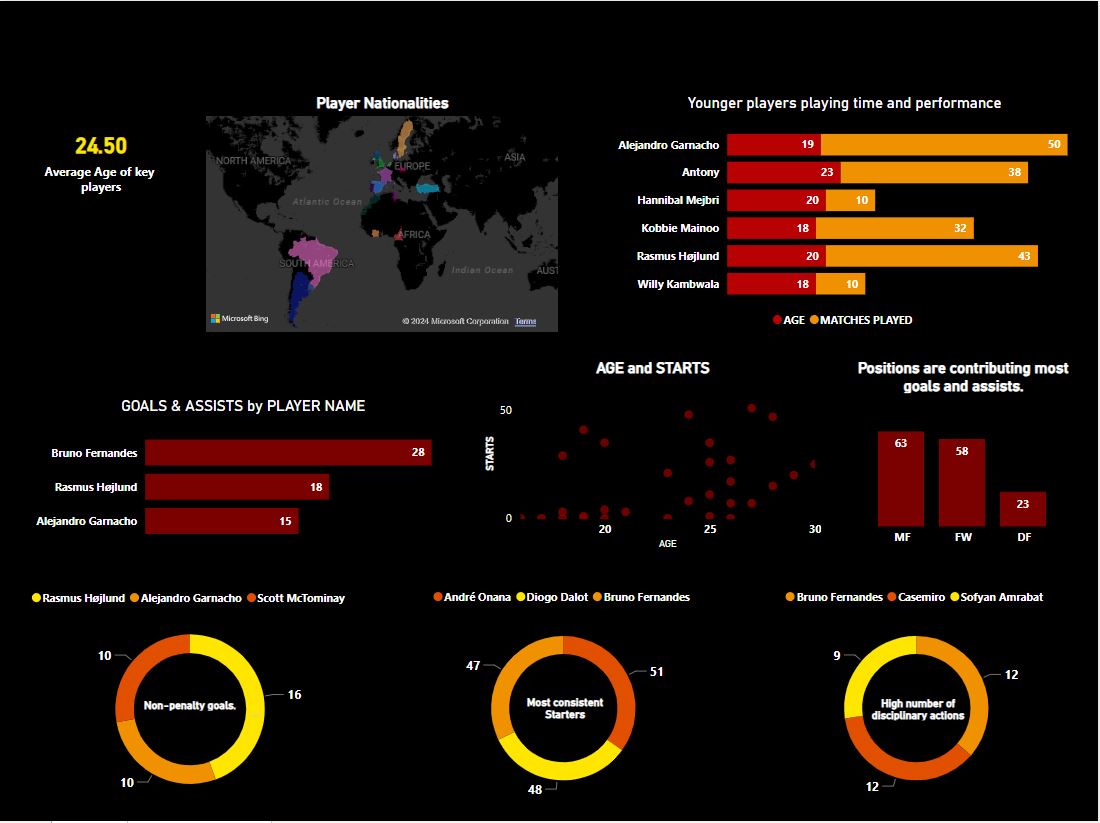 24.50
Average Age of key
players
Player Nationalities
NORTH AMERICA
EUROPE
ASIA
Atlantic Ocean
AFRICA
SOUTH AMERICA
Indian Ocean
AUST
Microsoft Bing
© 2024 Microsoft Corporation Terms
Younger players playing time and performance
Alejandro Garnacho 19 50
Antony 23 38
Hannibal Mejbri 20 10
Kobbie Mainoo 18 32
Rasmus Højlund 20 43
Willy Kambwala 18 10
AGE MATCHES PLAYED
GOALS & ASSISTS by PLAYER NAME
Bruno Fernandes 28
Rasmus Højlund 18
Alejandro Garnacho 15
AGE and STARTS
50
STARTS
0
20 25 30
AGE
Positions are contributing most
goals and assists.
63 58 23
MF FW DF
Rasmus Højlund Alejandro Garnacho Scott McTominay
10
16
Non-penalty goals.
10
André Onana Diogo Dalot Bruno Fernandes
47
51
Most consistent
Starters
48
Bruno Fernandes Casemiro Sofyan Amrabat
9
12
High number of
disciplinary actions
12